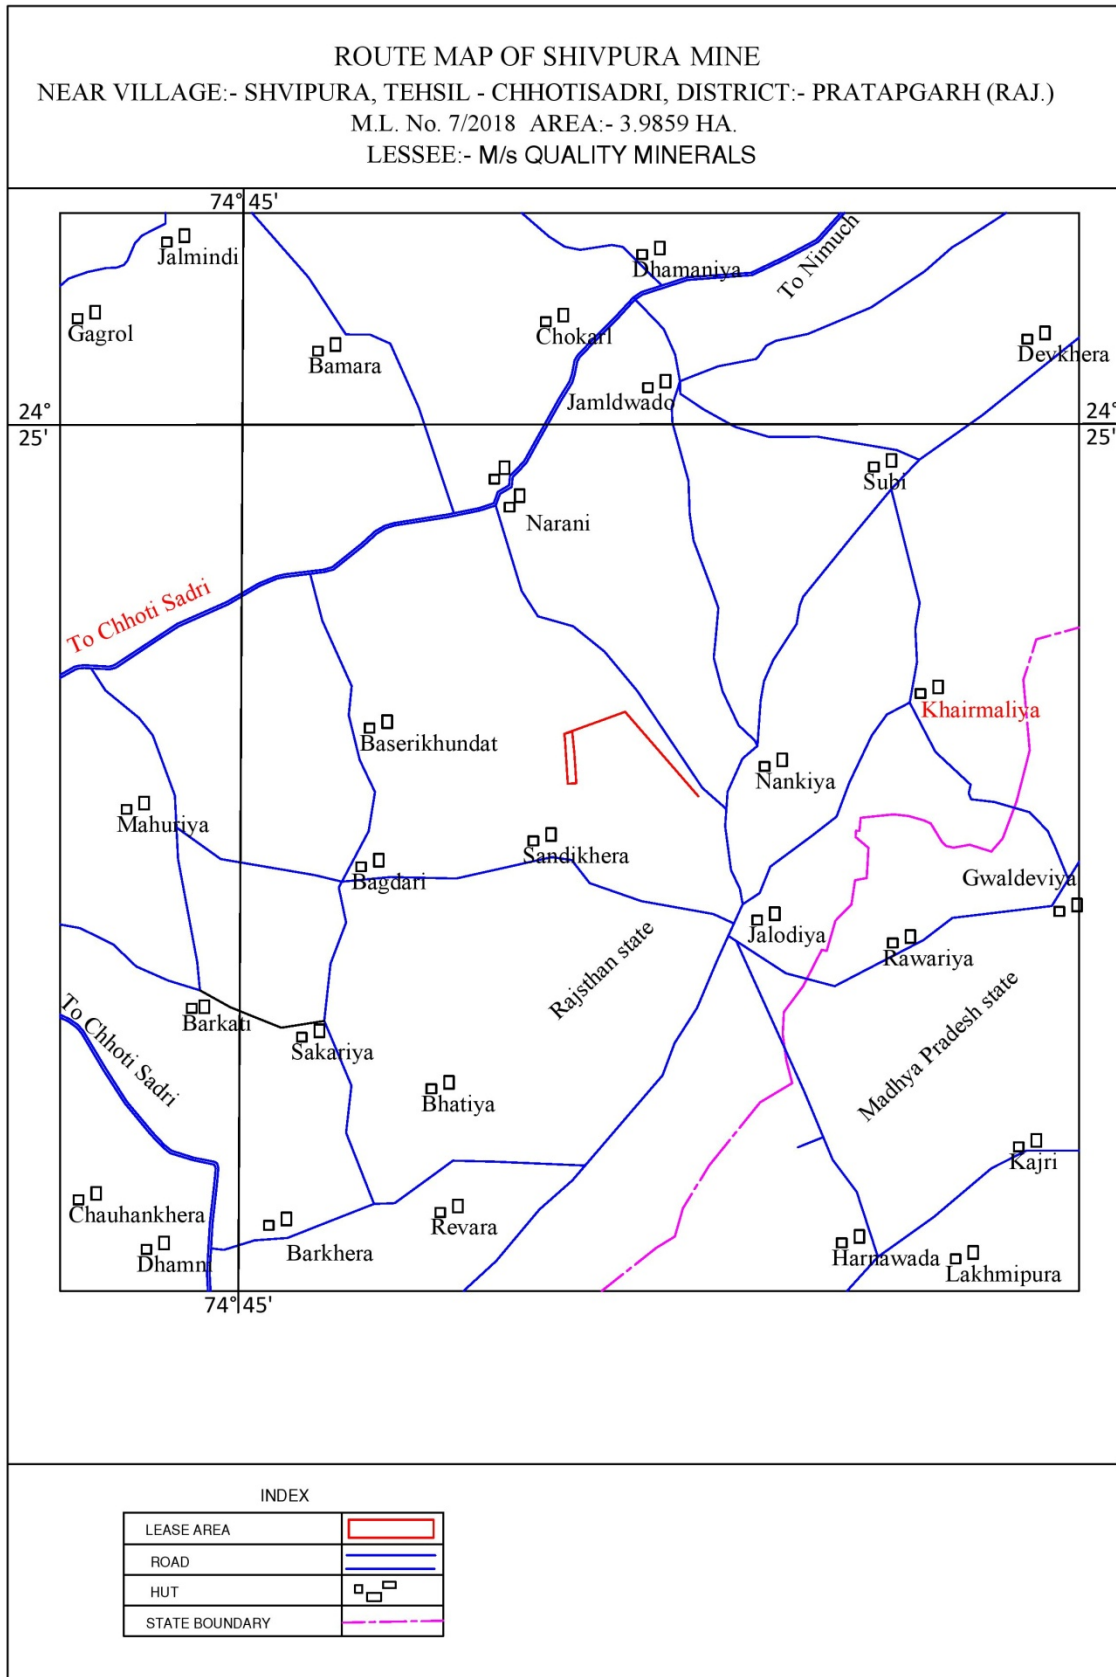 ROUTE MAP OF SHIVPURA MINE
NEAR VILLAGE:- SHVIPURA, TEHSIL - CHHOTISADRI, DISTRICT:- PRATAPGARH (RAJ.)
M.L. No. 7/2018 AREA:- 3.9859 HA.
LESSEE:- M/s QUALITY MINERALS
74° 45'
Jalmindi
Dhamaniya
To Nimuch
Gagrol
Chokarl
Bamara
Devkhera
Jamldwado
24°
25'
24°
25'
Subi
Narani
To Chhoti Sadri
Khairmaliya
Baserikhundat
Nankiya
Mahuriya
Sandikhera
Bagdari
Gwaldeviya
Jalodiya
Rawariya
Rajsthan state
Barkati
To Chhoti Sadri
Sakariya
Madhya Pradesh state
Bhatiya
Kajri
Chauhankhera
Revara
Barkhera
Dhamni
Harnawada
Lakhmipura
74° 45'
INDEX
LEASE AREA
ROAD
HUT
STATE BOUNDARY